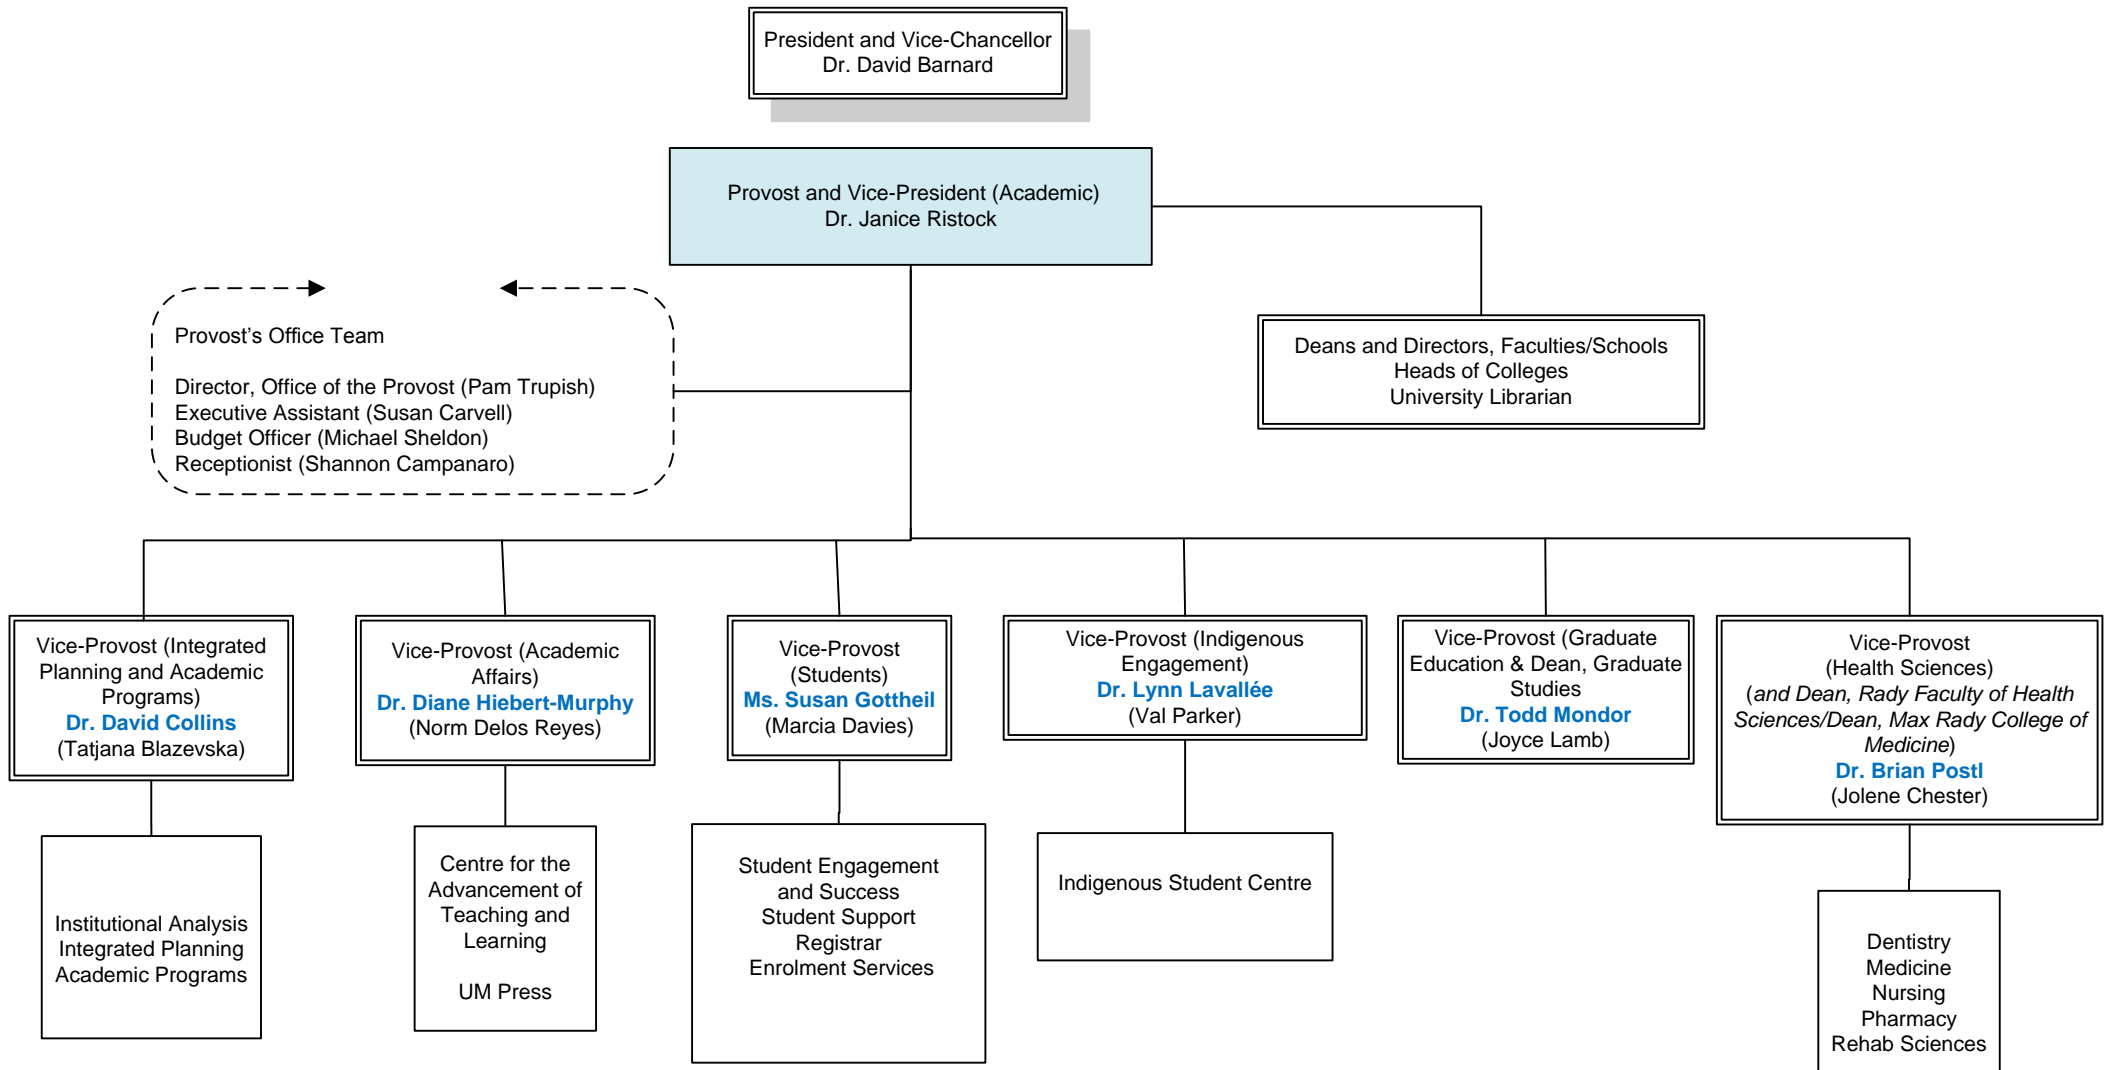 President and Vice-Chancellor
Dr. David Barnard
Provost and Vice-President (Academic)
Dr. Janice Ristock
Provost's Office Team
Director, Office of the Provost (Pam Trupish)
Executive Assistant (Susan Carvell)
Budget Officer (Michael Sheldon)
Receptionist (Shannon Campanaro)
Deans and Directors, Faculties/Schools
Heads of Colleges
University Librarian
Vice-Provost (Integrated
Planning and Academic
Programs)
Dr. David Collins
(Tatjana Blazevska)
Vice-Provost (Academic
Affairs)
Dr. Diane Hiebert-Murphy
(Norm Delos Reyes)
Vice-Provost
(Students)
Ms. Susan Gottheil
(Marcia Davies)
Vice-Provost (Indigenous
Engagement)
Dr. Lynn Lavallée
(Val Parker)
Vice-Provost (Graduate
Education & Dean, Graduate
Studies
Dr. Todd Mondor
(Joyce Lamb)
Vice-Provost
(Health Sciences)
(and Dean, Rady Faculty of Health
Sciences/Dean, Max Rady College of
Medicine)
Dr. Brian Postl
(Jolene Chester)
Institutional Analysis
Integrated Planning
Academic Programs
Centre for the
Advancement of
Teaching and
Learning
UM Press
Student Engagement
and Success
Student Support
Registrar
Enrolment Services
Indigenous Student Centre
Dentistry
Medicine
Nursing
Pharmacy
Rehab Sciences